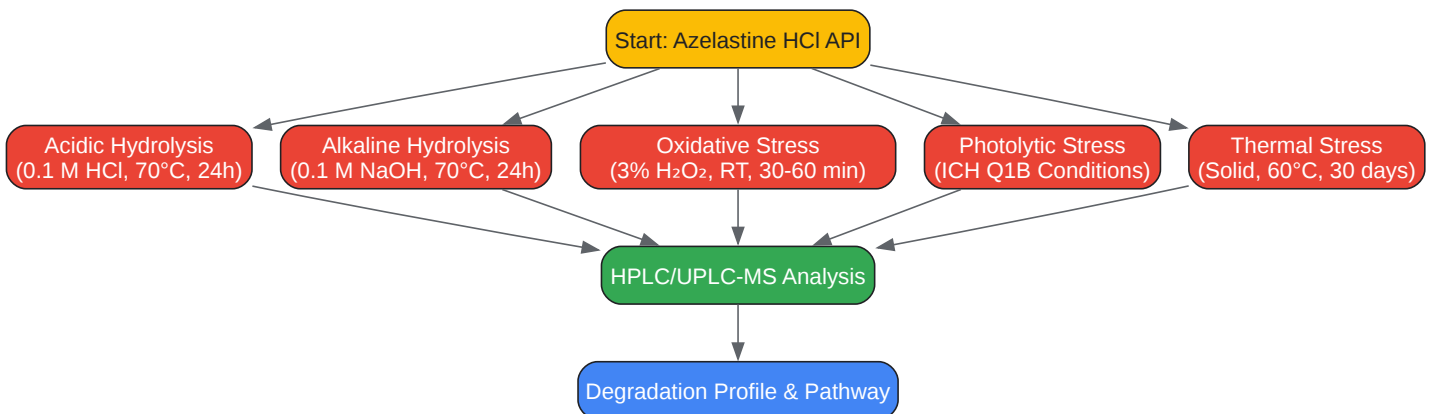 Start: Azelastine HCl API
Acidic Hydrolysis
(0.1 M HCl, 70°C, 24h)
Alkaline Hydrolysis
(0.1 M NaOH, 70°C, 24h)
Oxidative Stress
(3% H₂O₂, RT, 30-60 min)
Photolytic Stress
(ICH Q1B Conditions)
Thermal Stress
(Solid, 60°C, 30 days)
HPLC/UPLC-MS Analysis
Degradation Profile & Pathway